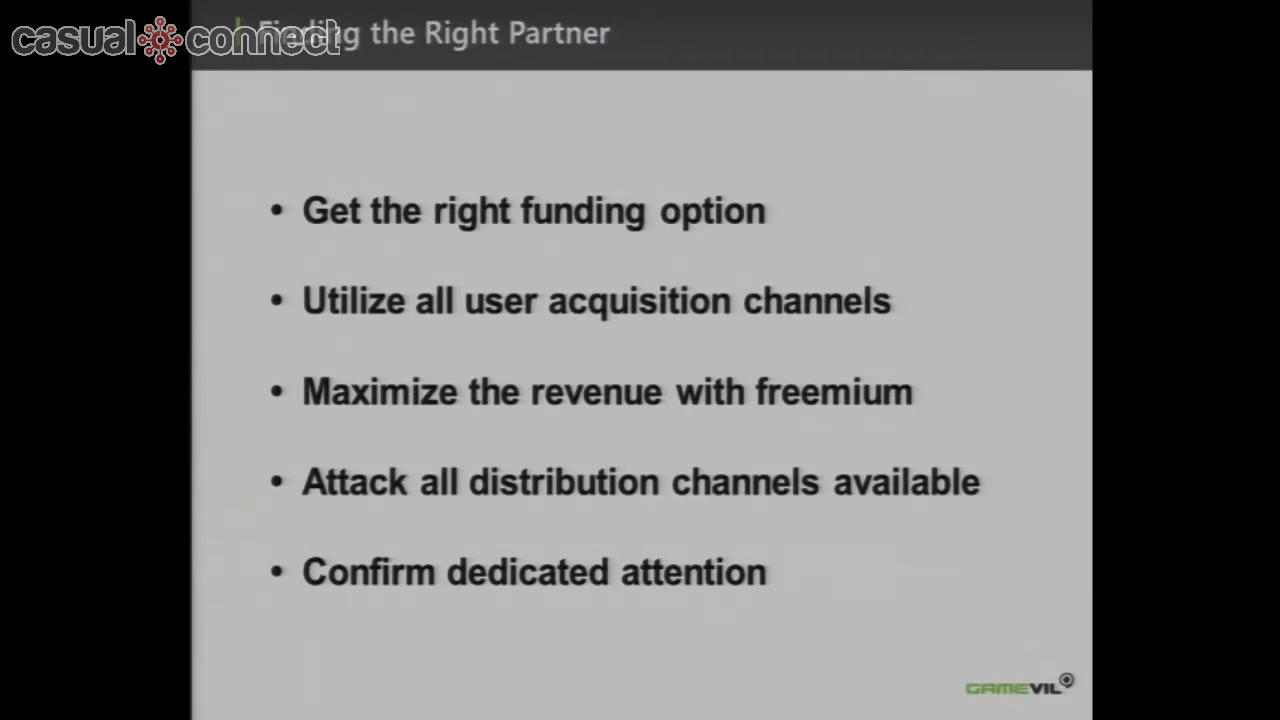 casual connect
Finding the Right Partner
• Get the right funding option
• Utilize all user acquisition channels
• Maximize the revenue with freemium
• Attack all distribution channels available
• Confirm dedicated attention
GAMEVIL